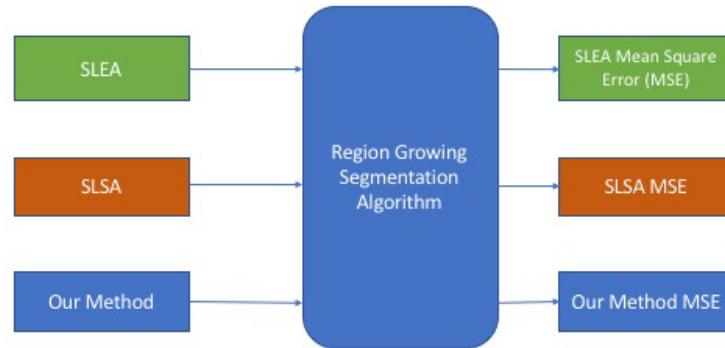 SLEA
SLSA
Our Method
Region Growing
Segmentation
Algorithm
SLEA Mean Square
Error (MSE)
SLSA MSE
Our Method MSE